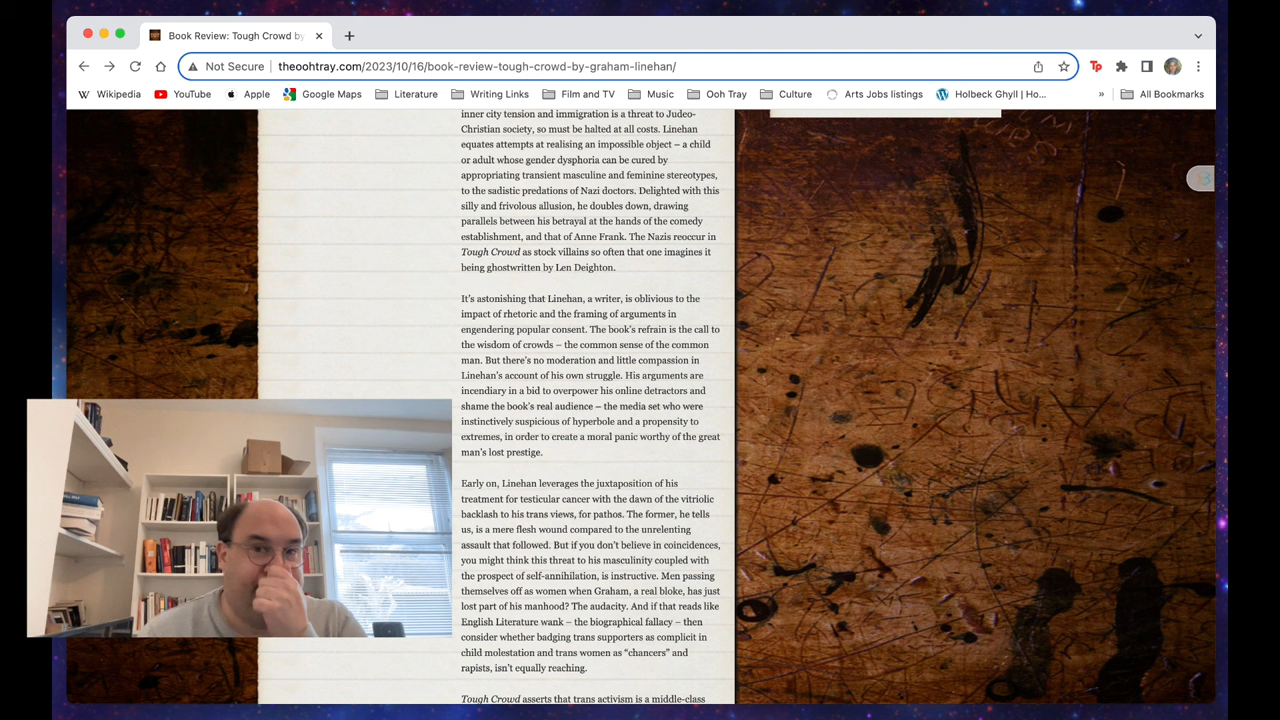 Book Review: Tough Crowd by
Not Secure
theoohtray.com/2023/10/16/book-review-tough-crowd-by-graham-linehan/
Tp
W Wikipedia
YouTube
Apple
Google Maps
Literature
Writing Links
Film and TV
Music
Ooh Tray
Culture
Arts Jobs listings
Holbeck Ghyll | Ho...
»
All Bookmarks
inner city tension and immigration is a threat to Judeo-
Christian society, so must be halted at all costs. Linehan
equates attempts at realising an impossible object – a child
or adult whose gender dysphoria can be cured by
appropriating transient masculine and feminine stereotypes,
to the sadistic predations of Nazi doctors. Delighted with this
silly and frivolous allusion, he doubles down, drawing
parallels between his betrayal at the hands of the comedy
establishment, and that of Anne Frank. The Nazis reoccur in
Tough Crowd as stock villains so often that one imagines it
being ghostwritten by Len Deighton.
It’s astonishing that Linehan, a writer, is oblivious to the
impact of rhetoric and the framing of arguments in
engendering popular consent. The book’s refrain is the call to
the wisdom of crowds – the common sense of the common
man. But there’s no moderation and little compassion in
Linehan’s account of his own struggle. His arguments are
incendiary in a bid to overpower his online detractors and
shame the book’s real audience – the media set who were
instinctively suspicious of hyperbole and a propensity to
extremes, in order to create a moral panic worthy of the great
man’s lost prestige.
Early on, Linehan leverages the juxtaposition of his
treatment for testicular cancer with the dawn of the vitriolic
backlash to his trans views, for pathos. The former, he tells
us, is a mere flesh wound compared to the unrelenting
assault that followed. But if you don’t believe in coincidences,
you might think this threat to his masculinity coupled with
the prospect of self-annihilation, is instructive. Men passing
themselves off as women when Graham, a real bloke, has just
lost part of his manhood? The audacity. And if that reads like
English Literature wank – the biographical fallacy – then
consider whether badging trans supporters as complicit in
child molestation and trans women as “chancers” and
rapists, isn’t equally reaching.
Tough Crowd asserts that trans activism is a middle-class